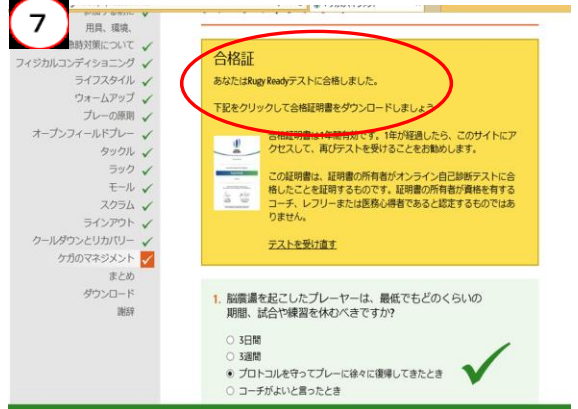 7
用具、環境、
急時対策について
フィジカルコンディショニング
ライフスタイル
ウォームアップ
プレーの原則
オープンフィールドプレー
タックル
ラック
モール
スクラム
ラインアウト
クールダウンとリカバリー
ケガのマネジメント
まとめ
ダウンロード
謝辞
合格証
あなたはRugy Readyテストに合格しました。
下記をクリックして合格証明書をダウンロードしましょう
合格証明書は1年間有効です。1年が経過したら、このサイトにア
クセスして、再びテストを受けることをお勧めします。
この証明書は、証明書の所有者がオンライン自己診断テストに合
格したことを証明するものです。証明書の所有者が資格を有する
コーチ、レフリーまたは医務心得者であると認定するものではあ
りません。
テストを受け直す
1. 脳震盪を起こしたプレーヤーは、最低でもどのくらいの
期間、試合や練習を休むべきですか?
3日間
3週間
プロトコルを守ってプレーに徐々に復帰してきたとき
コーチがよいと言ったとき